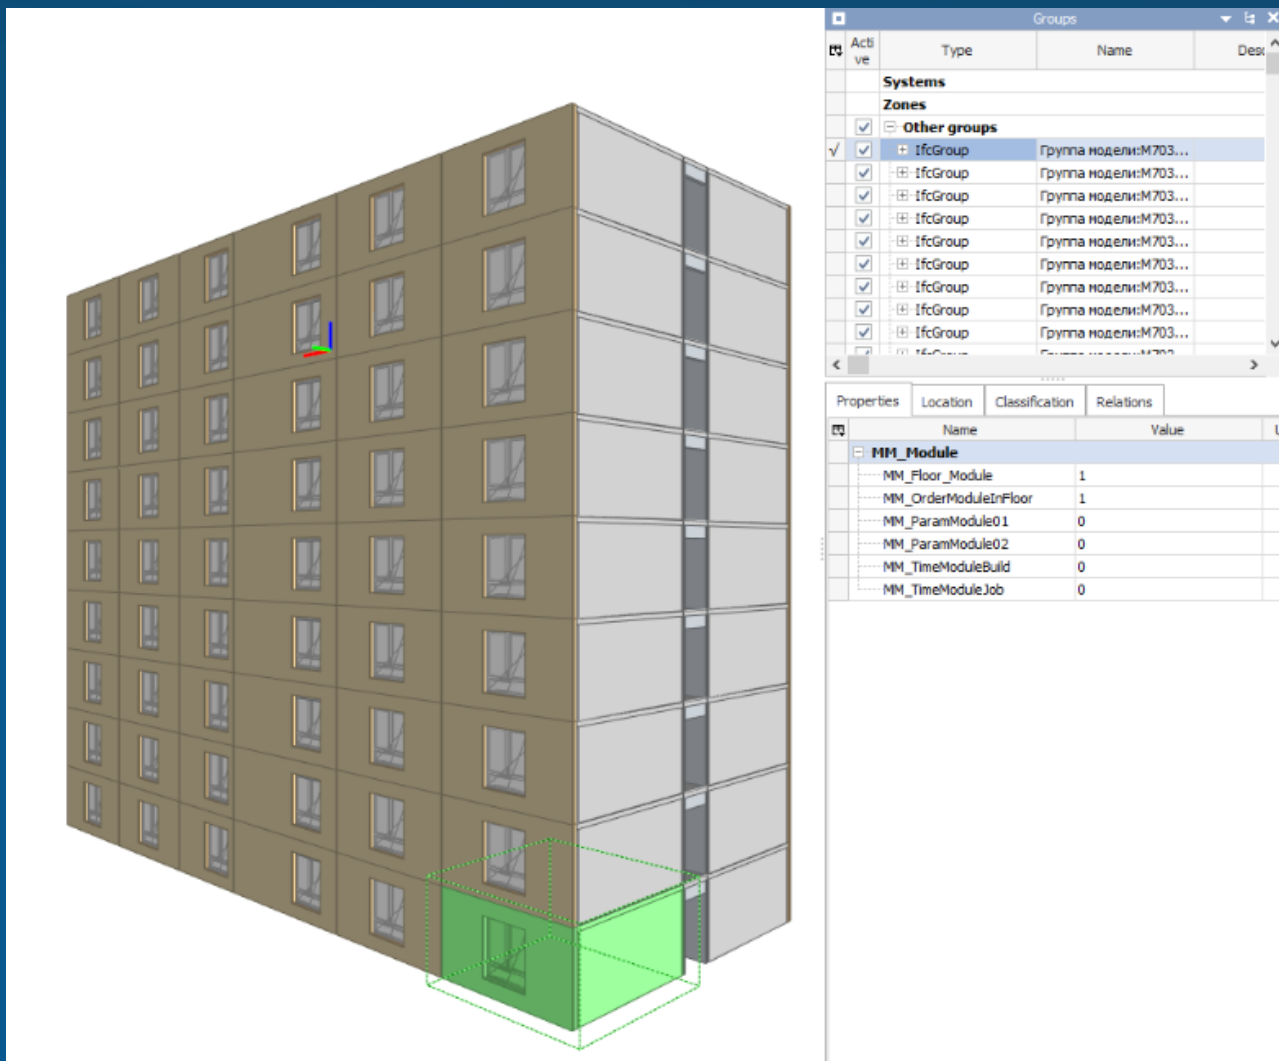 Groups
Active Type Name Desc
Systems
Zones
Other groups
IfcGroup Группа модели:М703...
IfcGroup Группа модели:М703...
IfcGroup Группа модели:М703...
IfcGroup Группа модели:М703...
IfcGroup Группа модели:М703...
IfcGroup Группа модели:М703...
IfcGroup Группа модели:М703...
IfcGroup Группа модели:М703...
IfcGroup Группа модели:М703...
Properties Location Classification Relations
Name Value U
MM_Module
MM_Floor_Module 1
MM_OrderModuleInFloor 1
MM_ParamModule01 0
MM_ParamModule02 0
MM_TimeModuleBuild 0
MM_TimeModuleJob 0